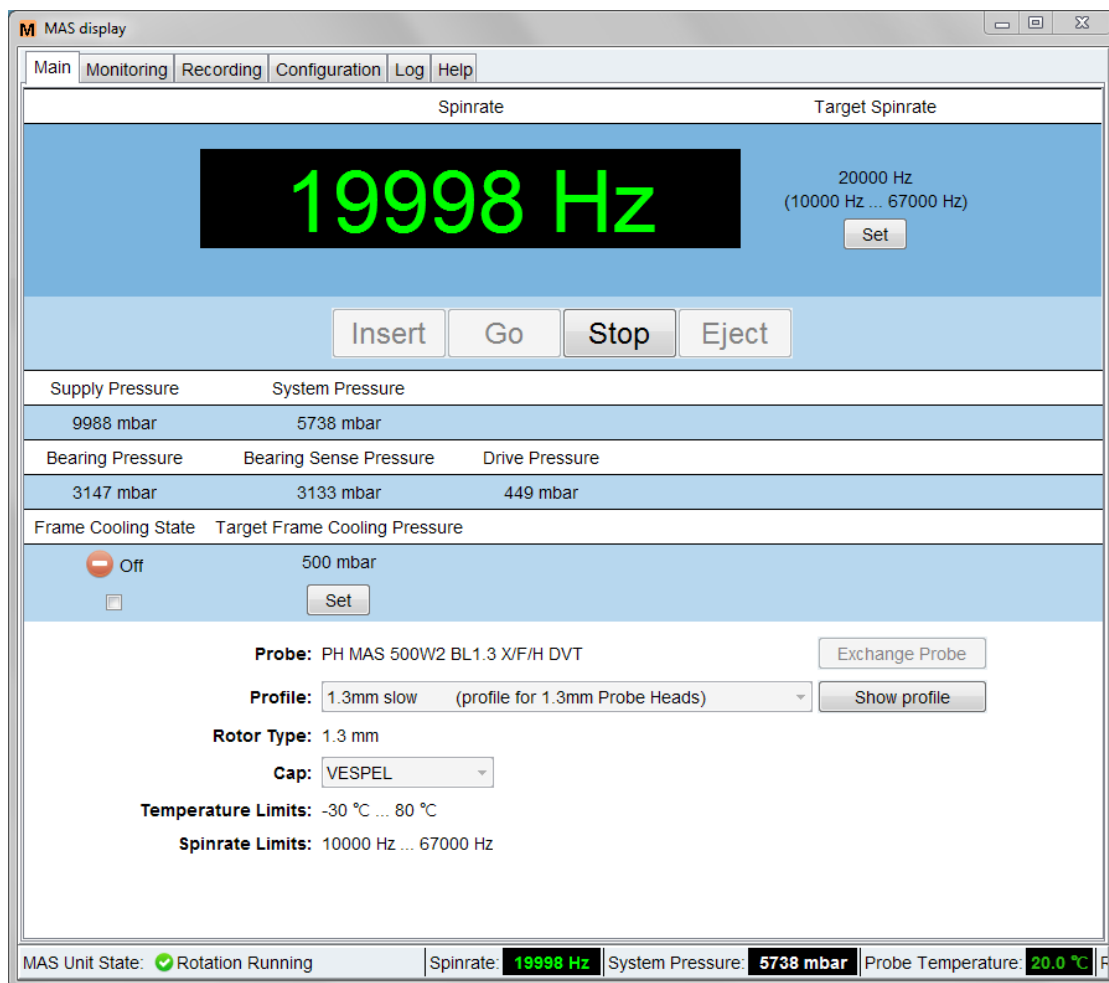 M MAS display
Main Monitoring Recording Configuration Log Help
Spinrate Target Spinrate
19998 Hz
20000 Hz
(10000 Hz ... 67000 Hz)
Set
Insert Go Stop Eject
Supply Pressure System Pressure
9988 mbar 5738 mbar
Bearing Pressure Bearing Sense Pressure Drive Pressure
3147 mbar 3133 mbar 449 mbar
Frame Cooling State Target Frame Cooling Pressure
Off 500 mbar
Set
Probe: PH MAS 500W2 BL1.3 X/F/H DVT Exchange Probe
Profile: 1.3mm slow (profile for 1.3mm Probe Heads) Show profile
Rotor Type: 1.3 mm
Cap: VESPEL
Temperature Limits: -30 °C ... 80 °C
Spinrate Limits: 10000 Hz ... 67000 Hz
MAS Unit State: Rotation Running Spinrate: 19998 Hz System Pressure: 5738 mbar Probe Temperature: 20.0 °C